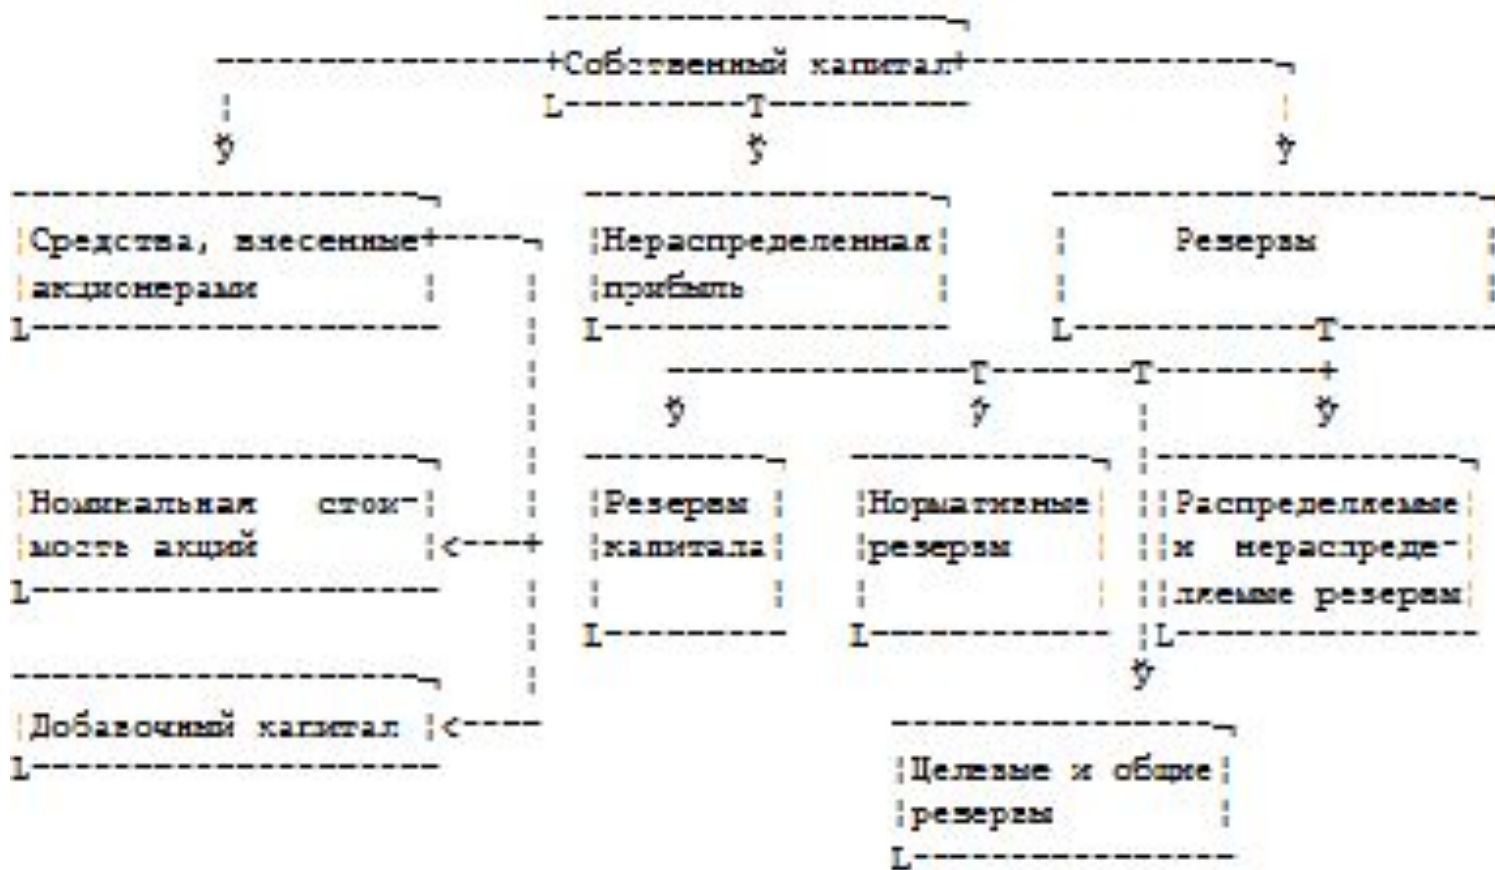 Собственный капитал
Средства, внесенные
акционерами
Нераспределенная
прибыль
Резервы
Номинальная стои-
мость акций
Резервы
капитала
Нормативные
резервы
Распределяемые
и нераспреде-
ляемые резервы
Добавочный капитал
Целевые и общие
резервы